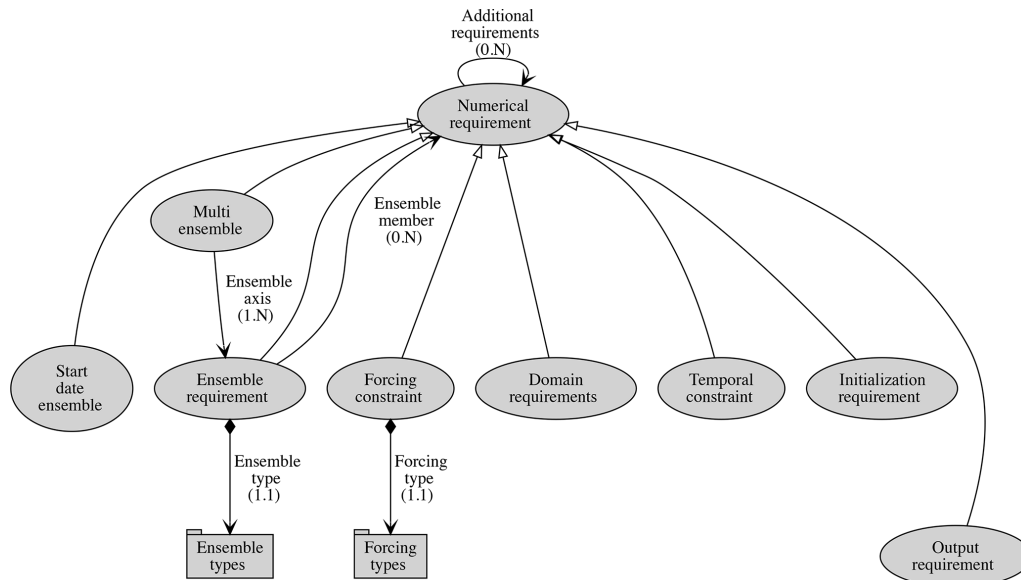 Additional
requirements
(0.N)
Numerical
requirement
Multi
ensemble
Ensemble
member
(0.N)
Ensemble
axis
(1.N)
Start
date
ensemble
Ensemble
requirement
Forcing
constraint
Domain
requirements
Temporal
constraint
Initialization
requirement
Ensemble
type
(1.1)
Forcing
type
(1.1)
Ensemble
types
Forcing
types
Output
requirement